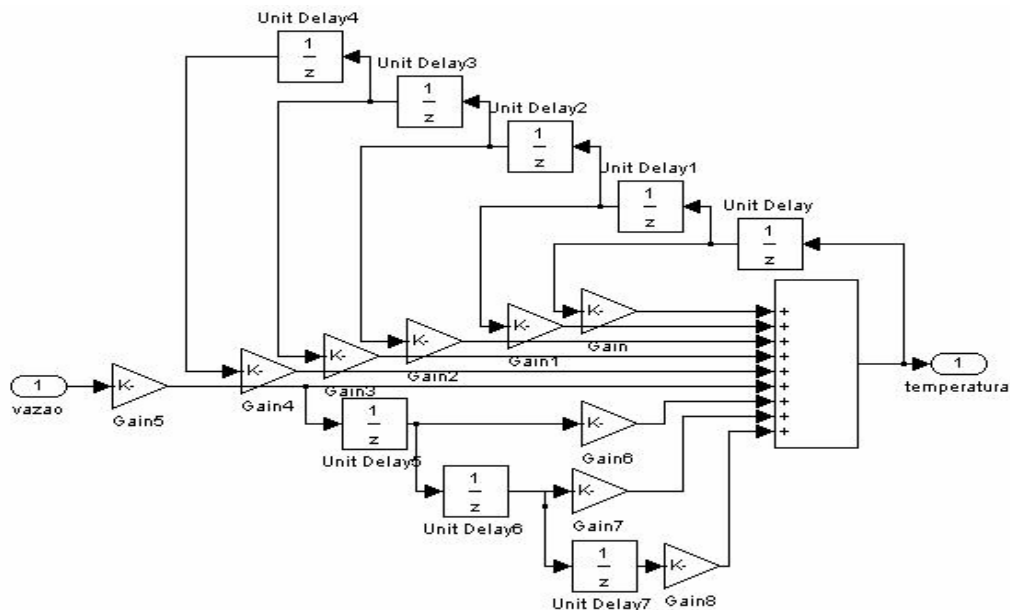 Unit Delay4
1
z
Unit Delay3
1
z
Unit Delay2
1
z
Unit Delay1
1
z
Unit Delay
1
z
K-
Gain
K-
Gain1
K-
Gain2
K-
Gain3
K-
Gain4
1
vazao
K-
Gain5
+
+
+
+
+
+
+
+
+
1
temperatura
1
z
Unit Delay5
K-
Gain6
1
z
Unit Delay6
K-
Gain7
1
z
Unit Delay7
K-
Gain8